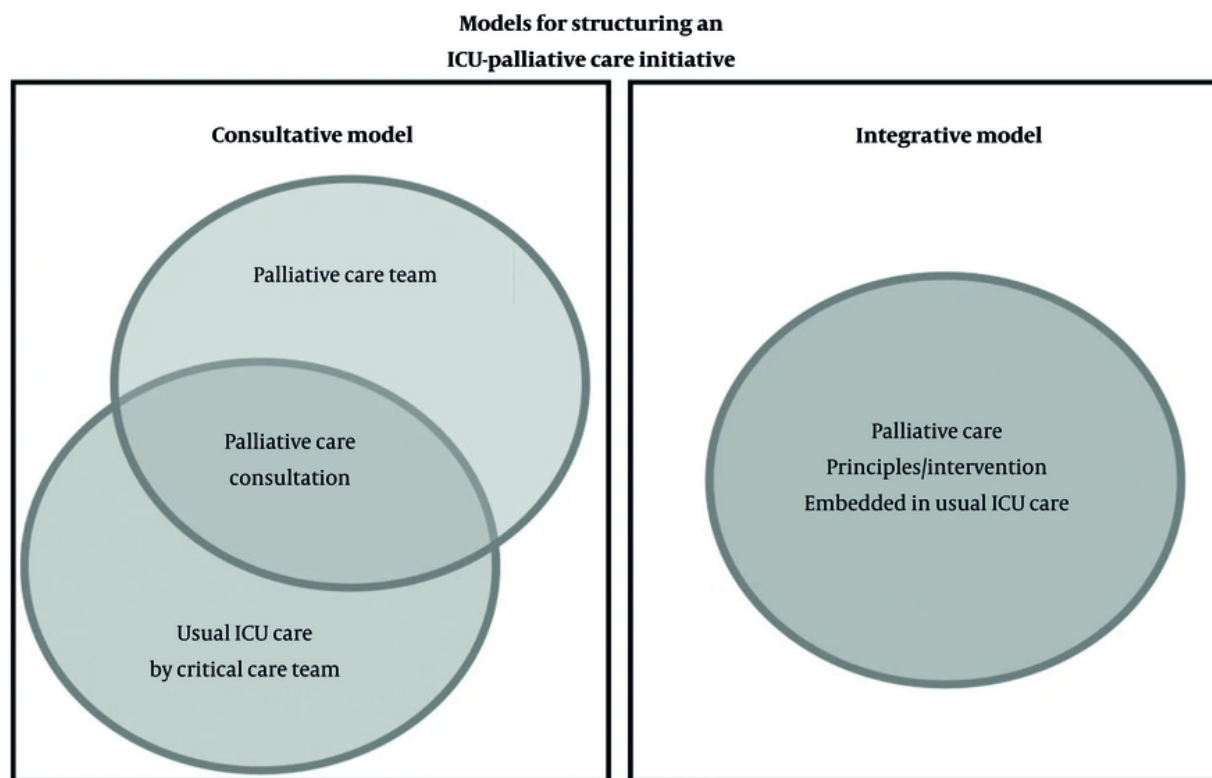 Models for structuring an
ICU-palliative care initiative
Consultative model
Palliative care team
Palliative care
consultation
Usual ICU care
by critical care team
Integrative model
Palliative care
Principles/intervention
Embedded in usual ICU care